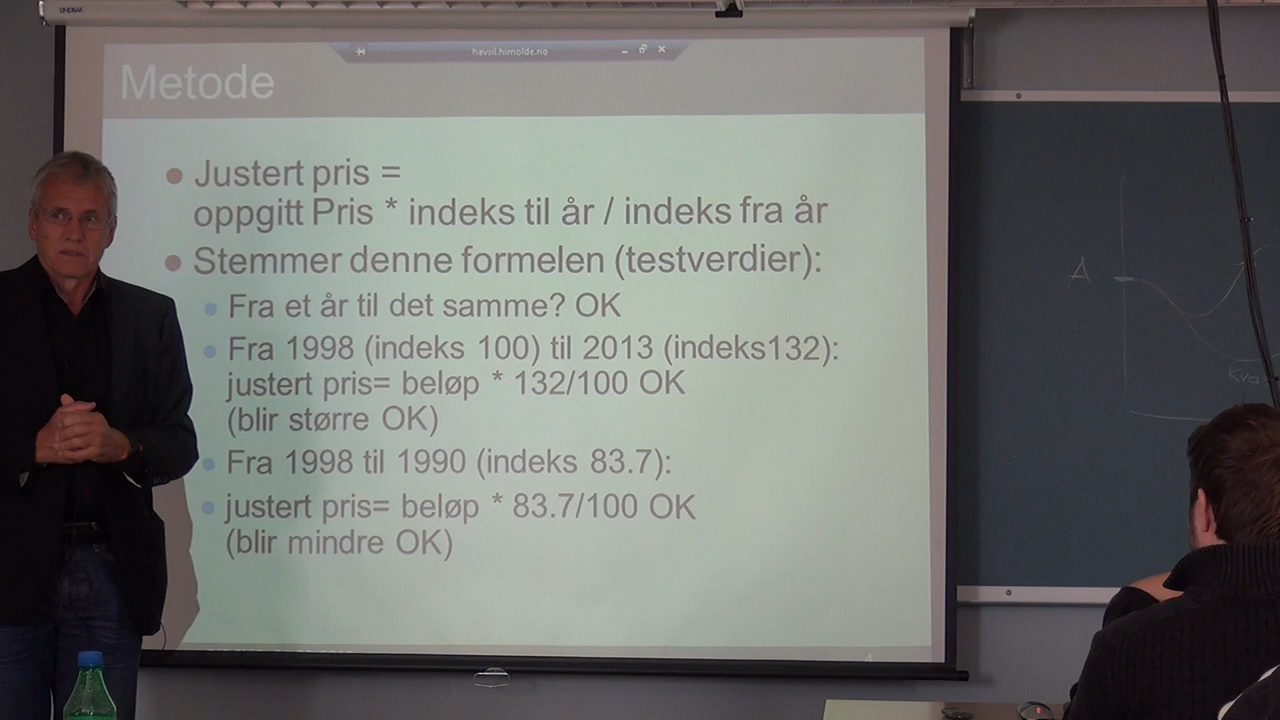 UNDBAK
havsil.himolde.no
Metode
Justert pris =
oppgitt Pris * indeks til år / indeks fra år
Stemmer denne formelen (testverdier):
Fra et år til det samme? OK
Fra 1998 (indeks 100) til 2013 (indeks132):
justert pris= beløp * 132/100 OK
(blir større OK)
Fra 1998 til 1990 (indeks 83.7):
justert pris= beløp * 83.7/100 OK
(blir mindre OK)
A